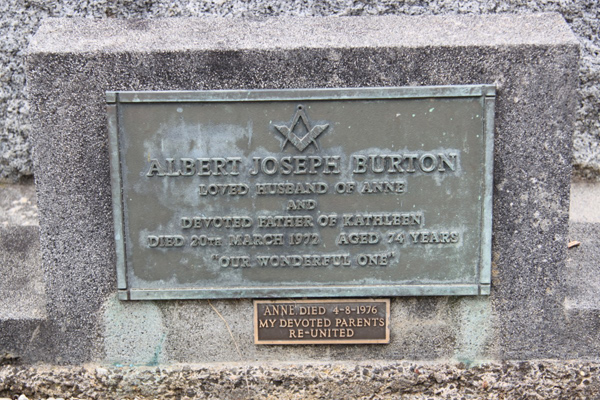 ALBERT JOSEPH BURTON
LOVED HUSBAND OF ANNE
AND
DEVOTED FATHER OF KATHLEEN
DIED 20TH MARCH 1972 AGED 74 YEARS
"OUR WONDERFUL ONE"
ANNE DIED 4-8-1976
MY DEVOTED PARENTS
RE-UNITED